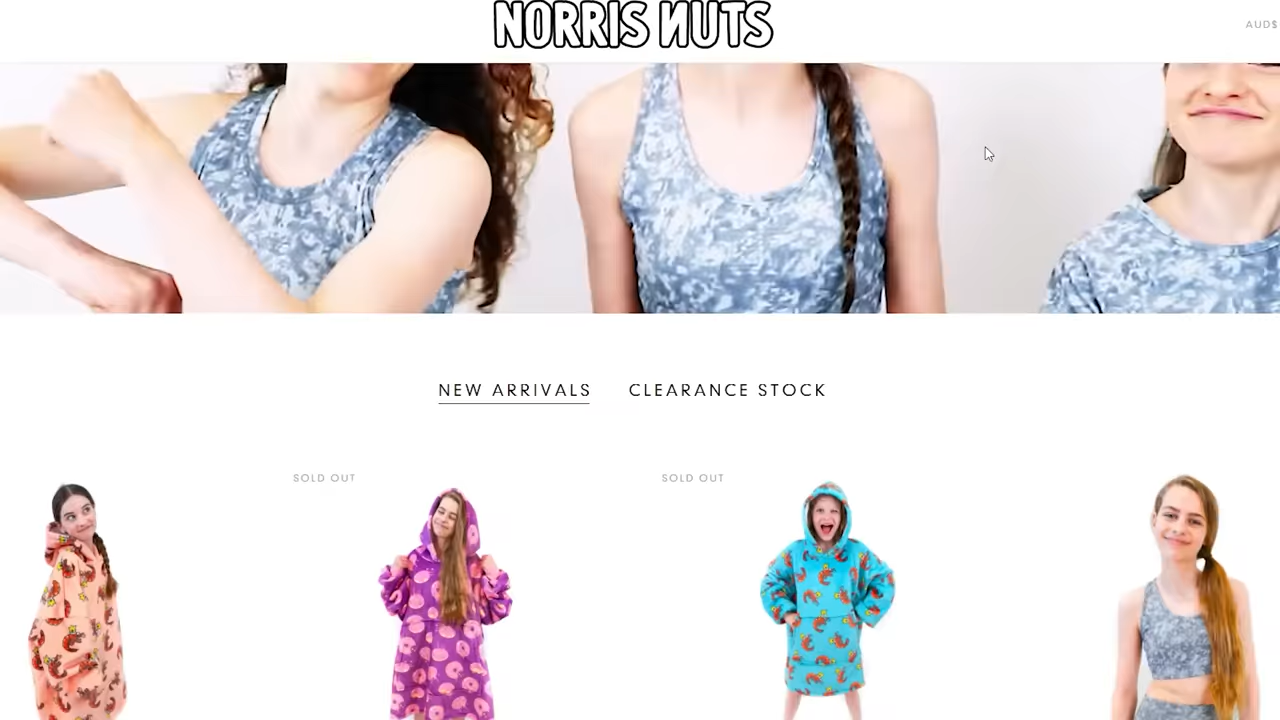 NORRIS NUTS
AUD$
NEW ARRIVALS CLEARANCE STOCK
SOLD OUT SOLD OUT